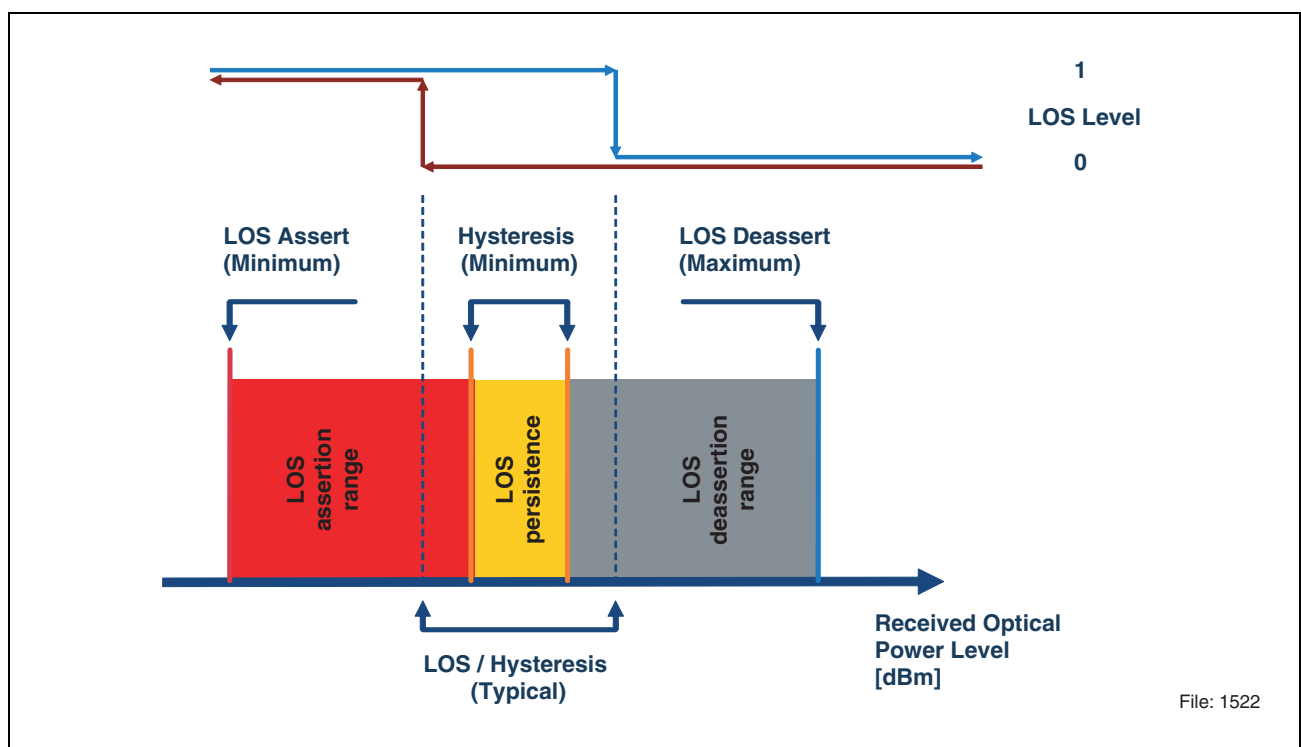 1
LOS Level
0
LOS Assert
(Minimum)
Hysteresis
(Minimum)
LOS Deassert
(Maximum)
LOS
assertion
range
LOS
persistence
LOS
deassertion
range
Received Optical
Power Level
[dBm]
LOS / Hysteresis
(Typical)
File: 1522